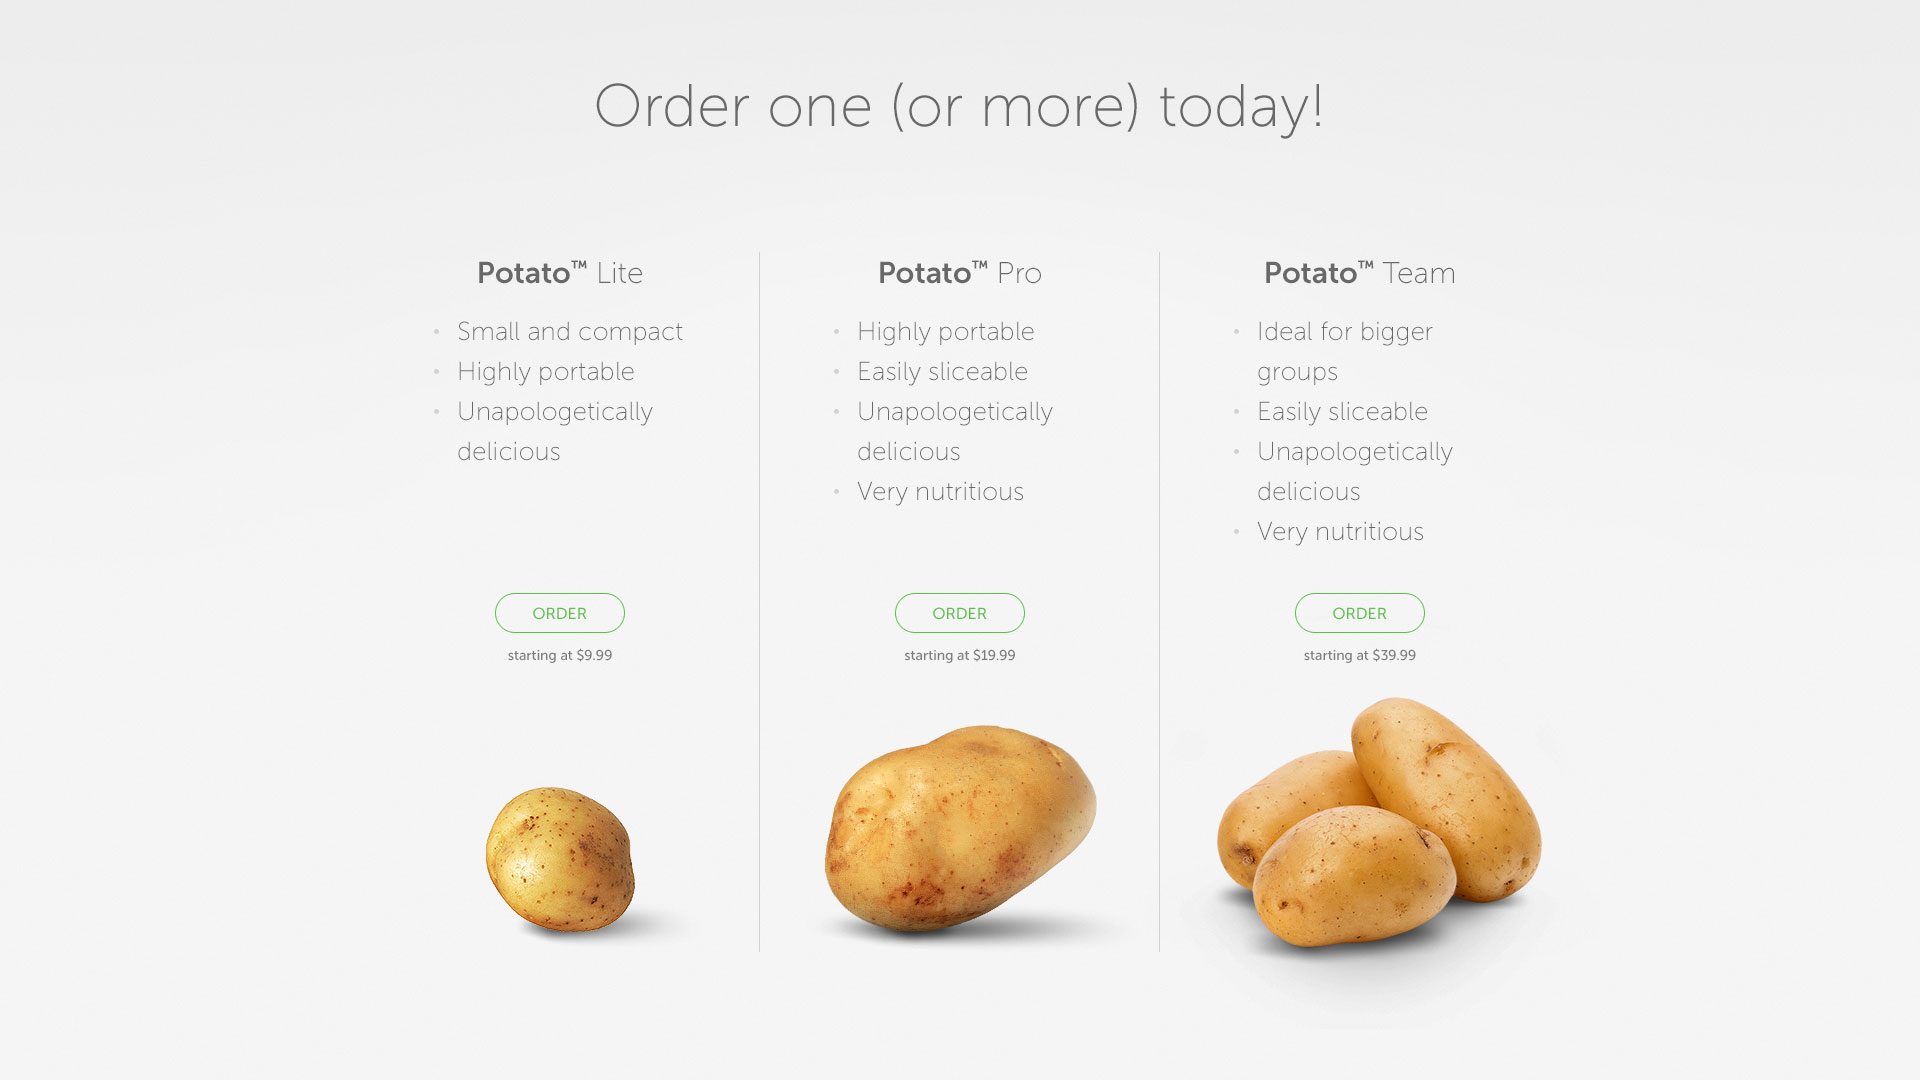 Order one (or more) today!
Potato™ Lite
• Small and compact
• Highly portable
• Unapologetically
delicious
ORDER
starting at $9.99
Potato™ Pro
• Highly portable
• Easily sliceable
• Unapologetically
delicious
• Very nutritious
ORDER
starting at $19.99
Potato™ Team
• Ideal for bigger
groups
• Easily sliceable
• Unapologetically
delicious
• Very nutritious
ORDER
starting at $39.99